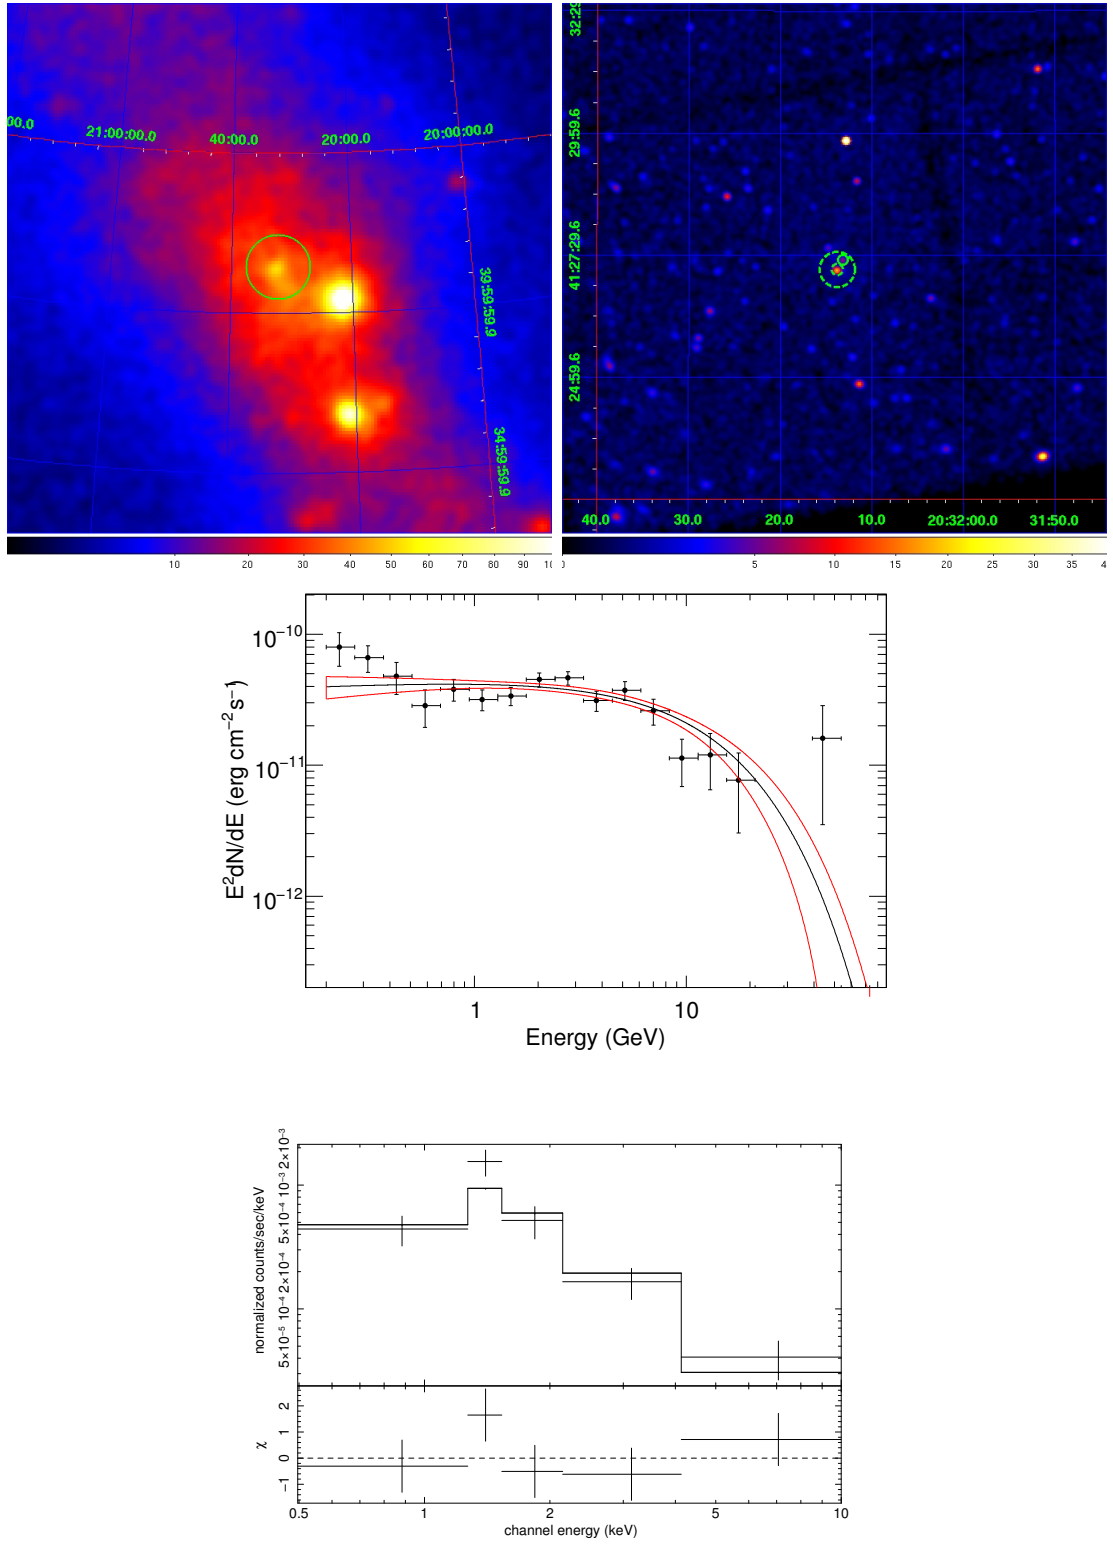 00.0 21:00:00.0 40:00.0 20:00.0 20:00:00.0
39:59:59.9
34:59:59.9
10 20 30 40 50 60 70 80 90
29:59.6
41:27:29.6
24:59.6
40.0 30.0 20.0 10.0 20:32:00.0 31:50.0
5 10 15 20 25 30 35
E²dN/dE (erg cm⁻²s⁻¹)
10⁻¹⁰
10⁻¹¹
10⁻¹²
1 10
Energy (GeV)
normalized counts/sec/keV
5×10⁻⁵ 10⁻⁴ 2×10⁻⁴ 5×10⁻⁴ 10⁻³ 2×10⁻³
χ
2
1
0
−1
0.5 1 2 5 10
channel energy (keV)